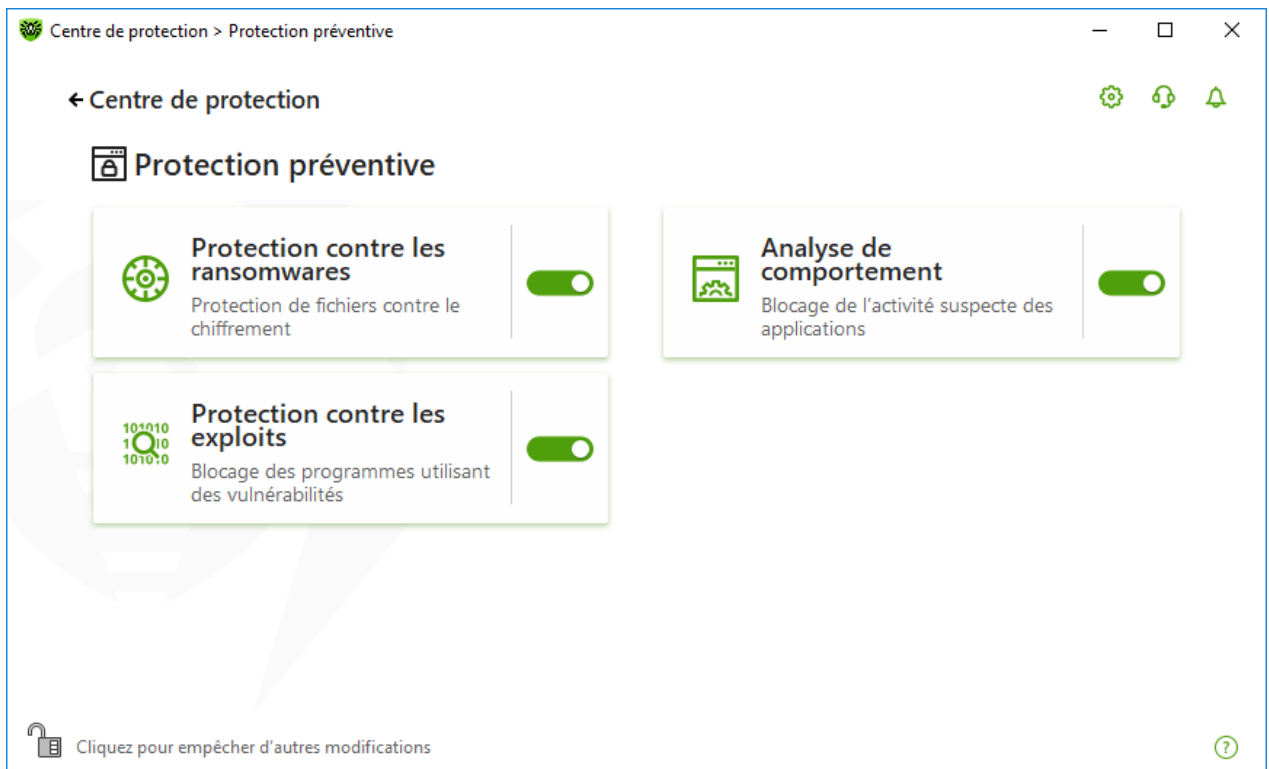 Centre de protection > Protection préventive
Centre de protection
Protection préventive
Protection contre les
ransomwares
Protection de fichiers contre le
chiffrement
Analyse de
comportement
Blocage de l'activité suspecte des
applications
Protection contre les
exploits
Blocage des programmes utilisant
des vulnérabilités
Cliquez pour empêcher d'autres modifications